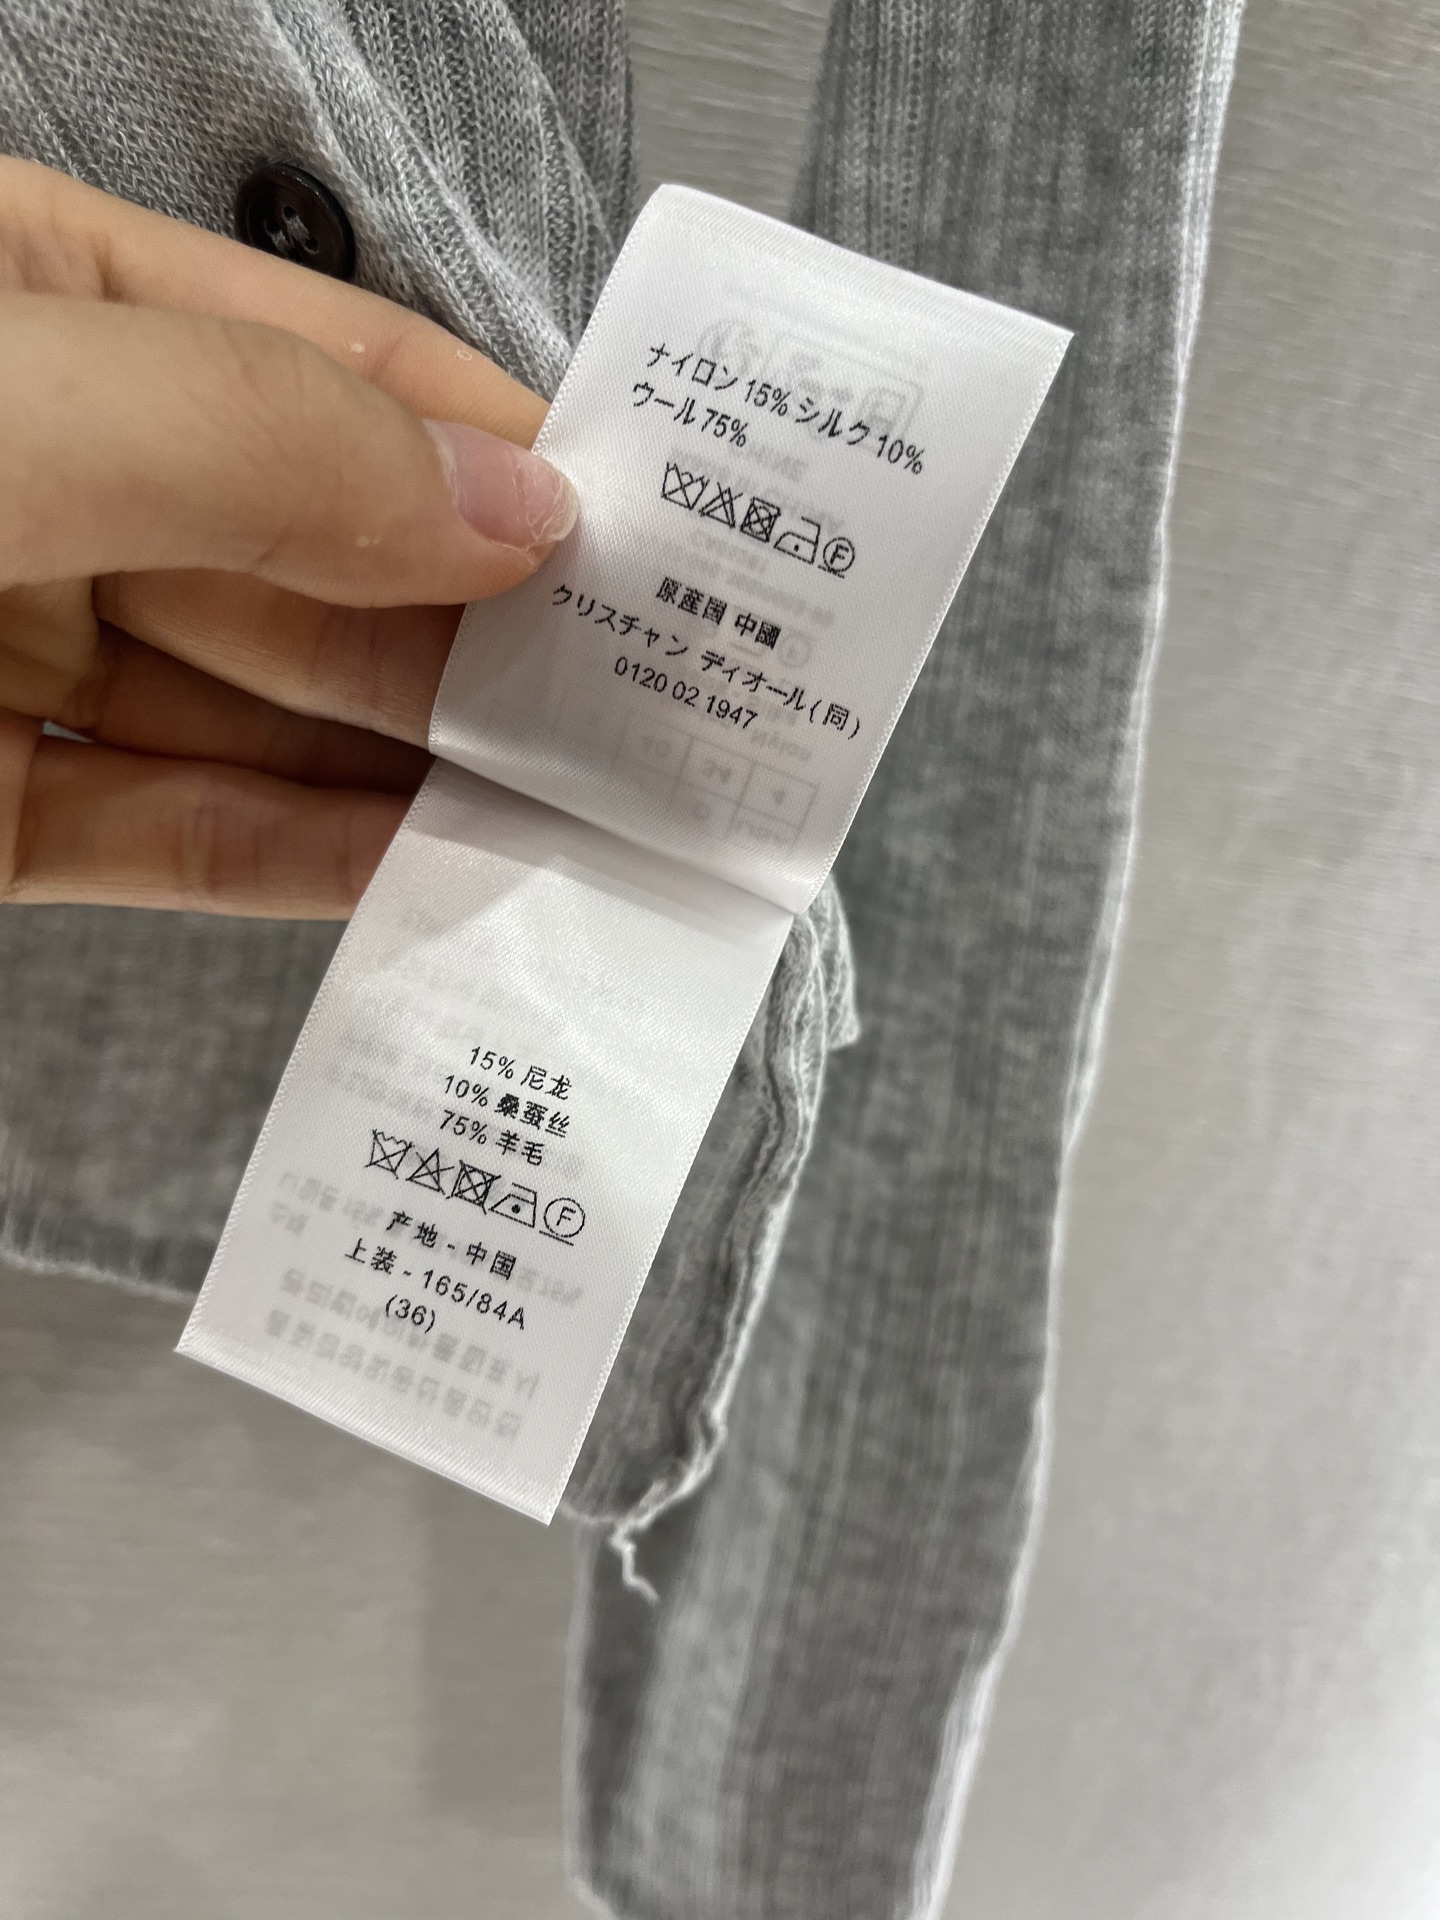 ナイロン 15% シルク 10%
ウール 75%
F
原産国 中國
クリスチャン ディオール(同)
0120 02 1947
15% 尼龙
10% 桑蚕丝
75% 羊毛
F
产地 - 中国
上装 - 165/84A
(36)